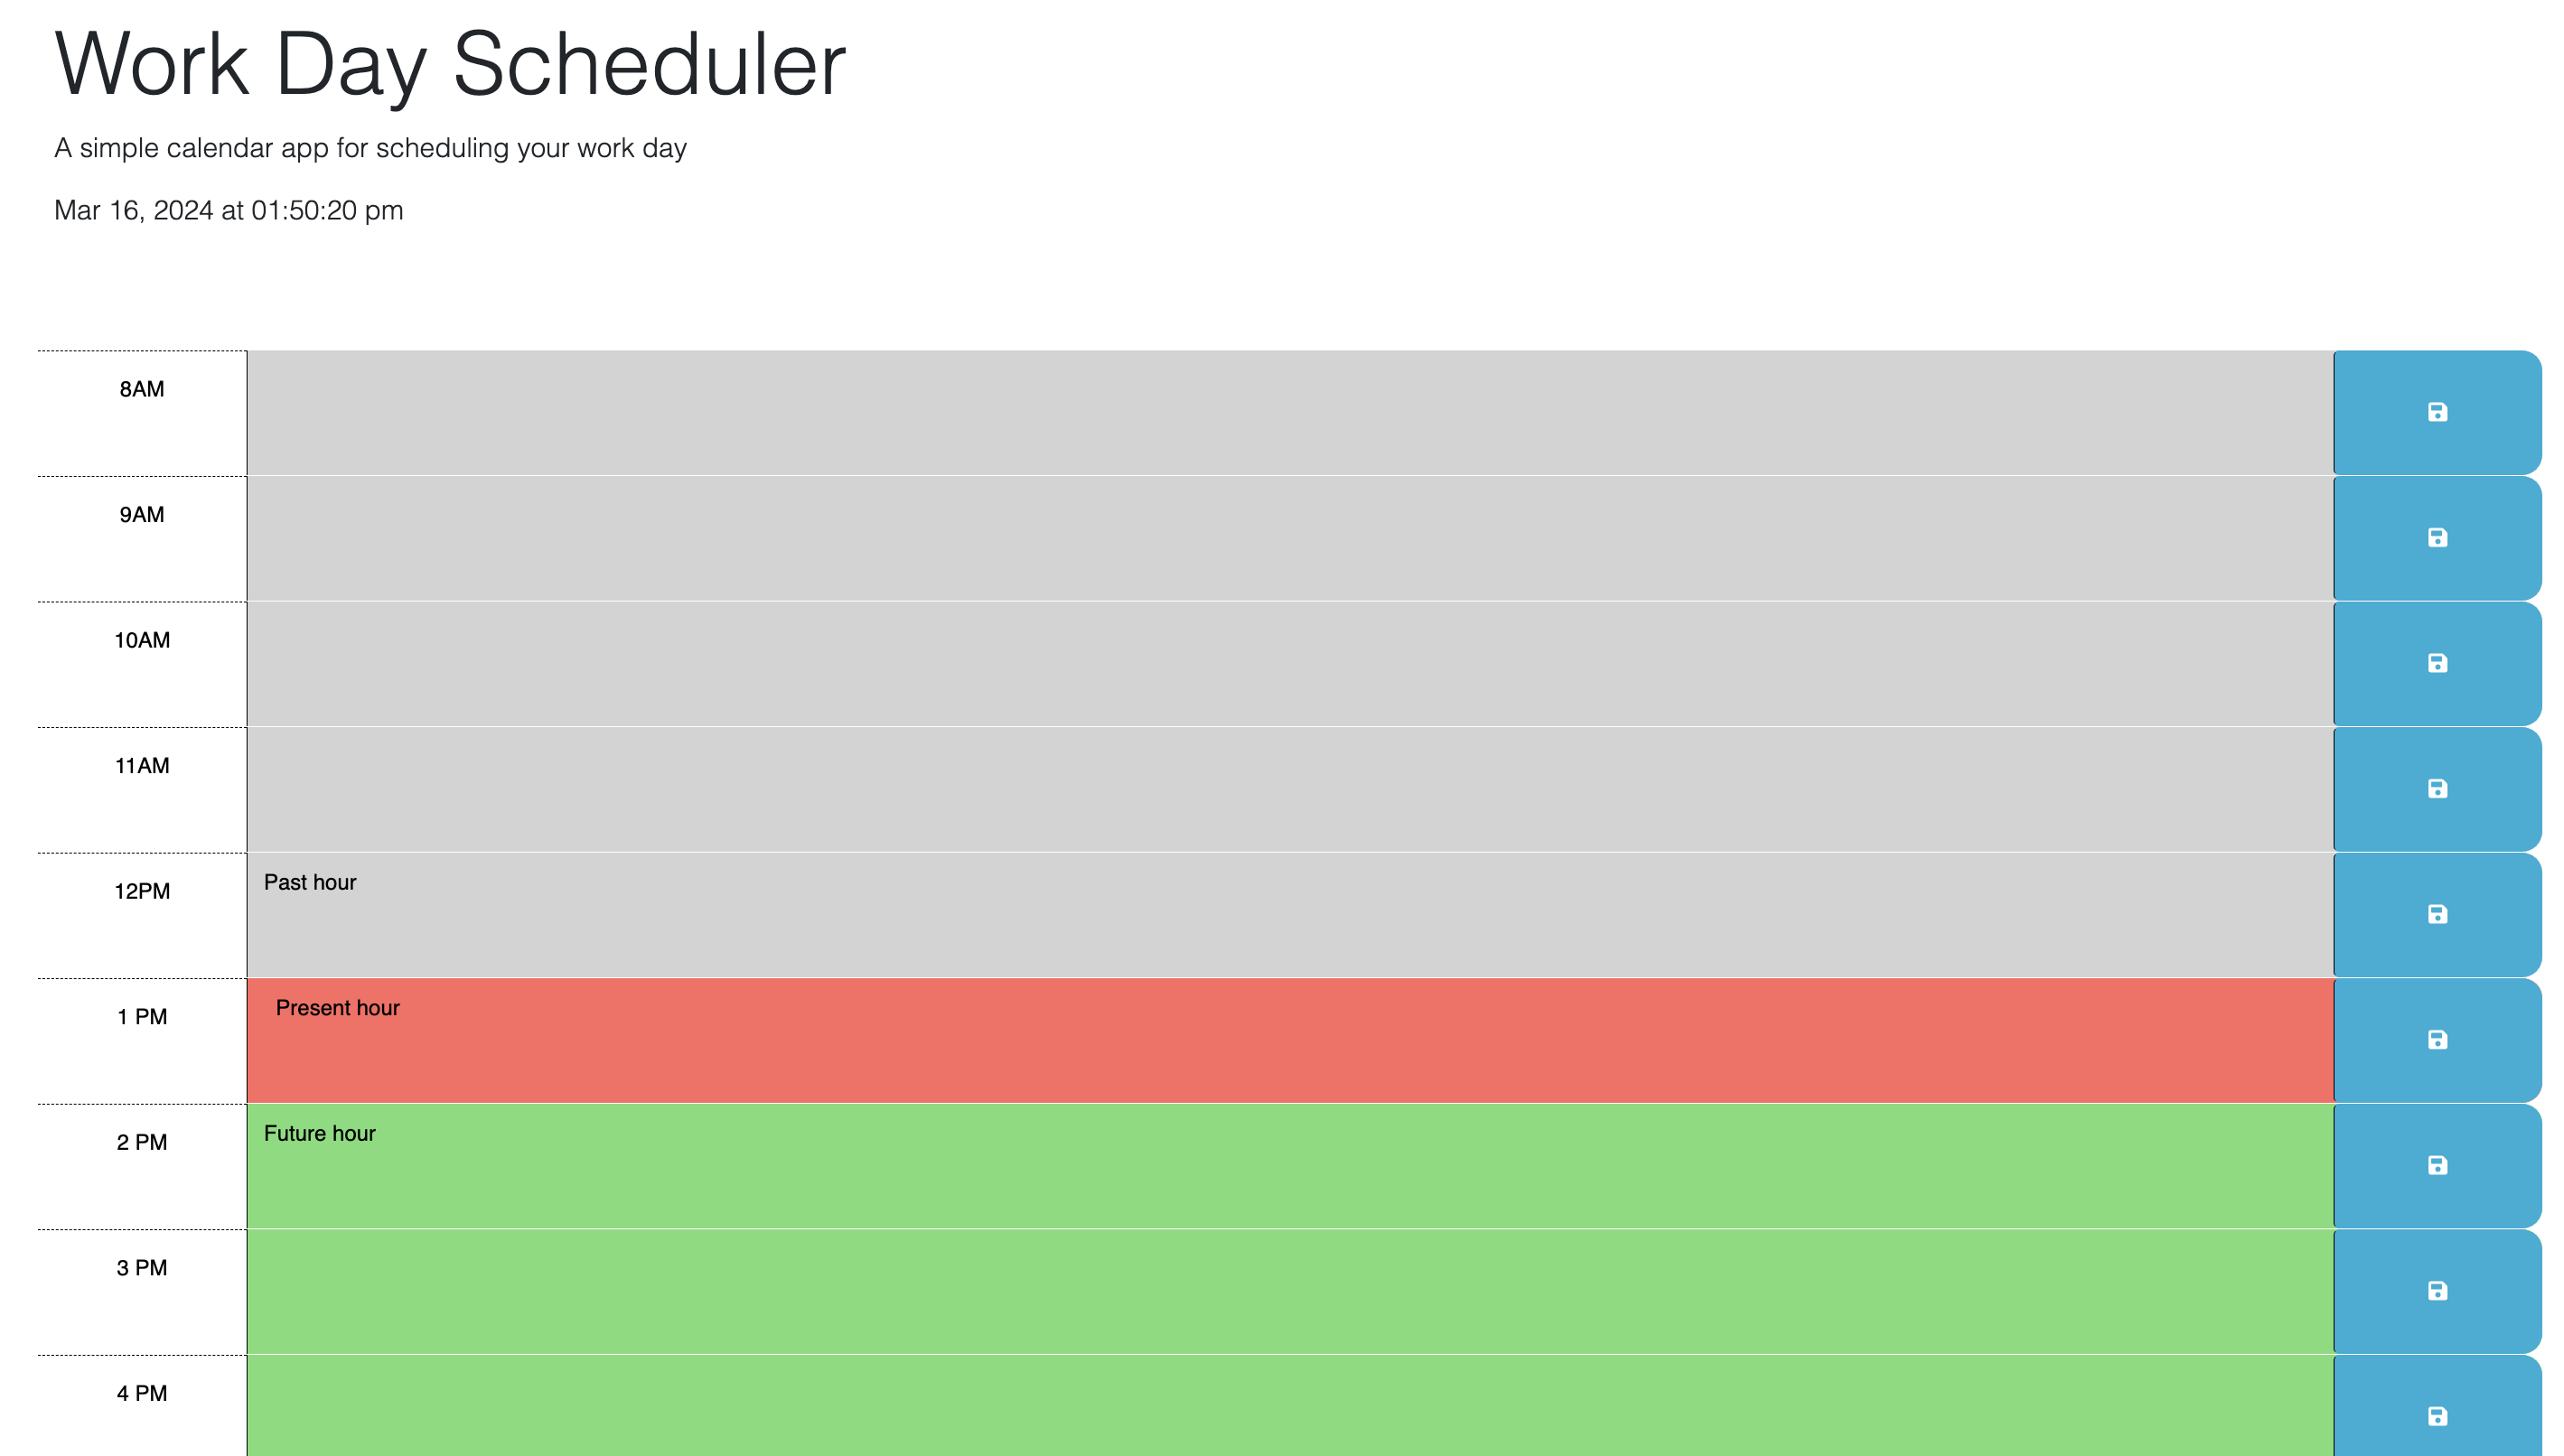 Work Day Scheduler
A simple calendar app for scheduling your work day
Mar 16, 2024 at 01:50:20 pm
8AM
9AM
10AM
11AM
12PM Past hour
1 PM Present hour
2 PM Future hour
3 PM
4 PM